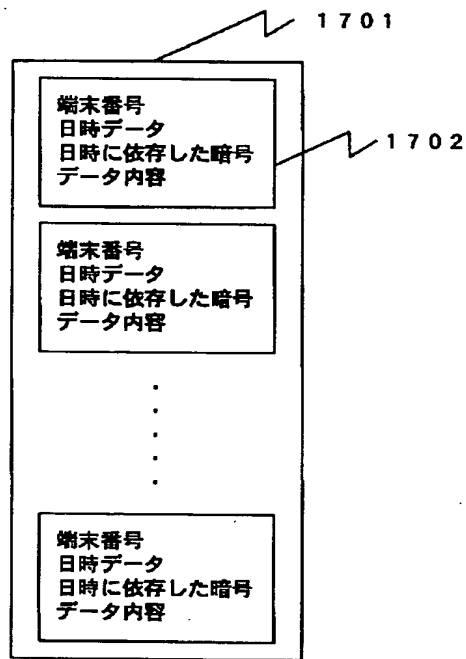 1701
端末番号
日時データ
日時に依存した暗号
データ内容
1702
端末番号
日時データ
日時に依存した暗号
データ内容
端末番号
日時データ
日時に依存した暗号
データ内容